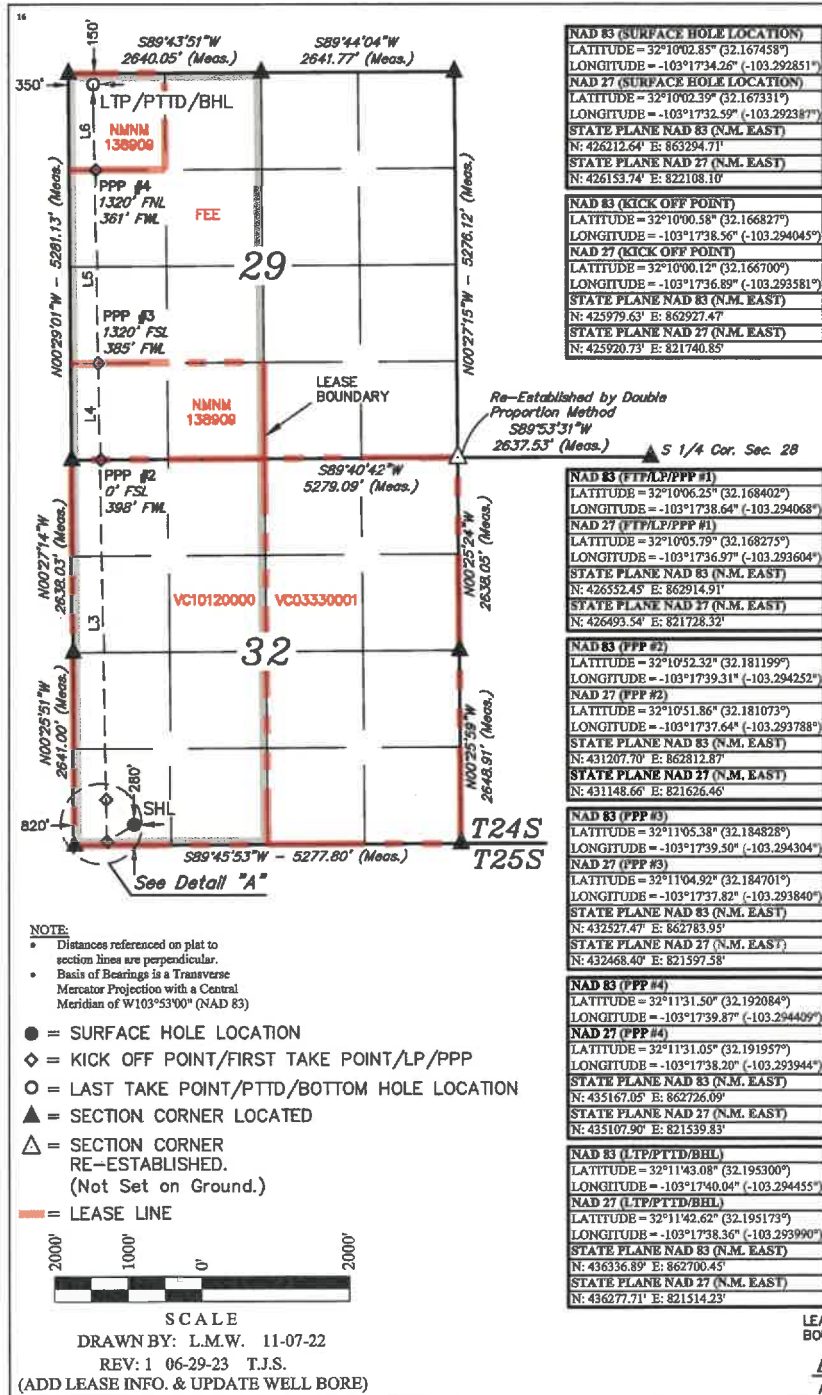 16
150'
S89°43'51"W
2640.05' (Meas.)
S89°44'04"W
2641.77' (Meas.)
350'
LTP/PTTD/BHL
L6
NMNM
138909
PPP #4
1320' FNL
361' FWL
FEE
N00°29'01"W - 5281.13' (Meas.)
29
N00°27'15"W - 5276.12' (Meas.)
L5
PPP #3
1320' FSL
385' FWL
LEASE
BOUNDARY
NMNM
138909
L4
Re-Established by Double
Proportion Method
S89°53'31"W
2637.53' (Meas.)
S 1/4 Cor. Sec. 28
PPP #2
0' FSL
398' FWL
S89°40'42"W
5279.09' (Meas.)
N00°27'14"W
2638.03' (Meas.)
N00°25'24"W
2638.05' (Meas.)
VC10120000
VC03330001
L3
32
N00°25'51"W
2641.00' (Meas.)
N00°25'59"W
2648.91' (Meas.)
280'
SHL
820'
T24S
S89°45'53"W - 5277.80' (Meas.)
T25S
See Detail "A"
NOTE:
• Distances referenced on plat to
section lines are perpendicular.
• Basis of Bearings is a Transverse
Mercator Projection with a Central
Meridian of W103°53'00" (NAD 83)
= SURFACE HOLE LOCATION
= KICK OFF POINT/FIRST TAKE POINT/LP/PPP
= LAST TAKE POINT/PTTD/BOTTOM HOLE LOCATION
= SECTION CORNER LOCATED
= SECTION CORNER
RE-ESTABLISHED.
(Not Set on Ground.)
= LEASE LINE
2000' 1000' 0' 2000'
SCALE
DRAWN BY: L.M.W. 11-07-22
REV: 1 06-29-23 T.J.S.
(ADD LEASE INFO. & UPDATE WELL BORE)
NAD 83 (SURFACE HOLE LOCATION)
LATITUDE = 32°10'02.85" (32.167458°)
LONGITUDE = -103°17'34.26" (-103.292851°)
NAD 27 (SURFACE HOLE LOCATION)
LATITUDE = 32°10'02.39" (32.167331°)
LONGITUDE = -103°17'32.59" (-103.292387°)
STATE PLANE NAD 83 (N.M. EAST)
N: 426212.64' E: 863294.71'
STATE PLANE NAD 27 (N.M. EAST)
N: 426153.74' E: 822108.10'
NAD 83 (KICK OFF POINT)
LATITUDE = 32°10'00.58" (32.166827°)
LONGITUDE = -103°17'38.56" (-103.294045°)
NAD 27 (KICK OFF POINT)
LATITUDE = 32°10'00.12" (32.166700°)
LONGITUDE = -103°17'36.89" (-103.293581°)
STATE PLANE NAD 83 (N.M. EAST)
N: 425979.63' E: 862927.47'
STATE PLANE NAD 27 (N.M. EAST)
N: 425920.73' E: 821740.85'
NAD 83 (FTP/LP/PPP #1)
LATITUDE = 32°10'06.25" (32.168402°)
LONGITUDE = -103°17'38.64" (-103.294068°)
NAD 27 (FTP/LP/PPP #1)
LATITUDE = 32°10'05.79" (32.168275°)
LONGITUDE = -103°17'36.97" (-103.293604°)
STATE PLANE NAD 83 (N.M. EAST)
N: 426552.45' E: 862914.91'
STATE PLANE NAD 27 (N.M. EAST)
N: 426493.54' E: 821728.32'
NAD 83 (PPP #2)
LATITUDE = 32°10'52.32" (32.181199°)
LONGITUDE = -103°17'39.31" (-103.294252°)
NAD 27 (PPP #2)
LATITUDE = 32°10'51.86" (32.181073°)
LONGITUDE = -103°17'37.64" (-103.293788°)
STATE PLANE NAD 83 (N.M. EAST)
N: 431207.70' E: 862812.87'
STATE PLANE NAD 27 (N.M. EAST)
N: 431148.66' E: 821626.46'
NAD 83 (PPP #3)
LATITUDE = 32°11'05.38" (32.184828°)
LONGITUDE = -103°17'39.50" (-103.294304°)
NAD 27 (PPP #3)
LATITUDE = 32°11'04.92" (32.184701°)
LONGITUDE = -103°17'37.82" (-103.293840°)
STATE PLANE NAD 83 (N.M. EAST)
N: 432527.47' E: 862783.95'
STATE PLANE NAD 27 (N.M. EAST)
N: 432468.40' E: 821597.58'
NAD 83 (PPP #4)
LATITUDE = 32°11'31.50" (32.192084°)
LONGITUDE = -103°17'39.87" (-103.294409°)
NAD 27 (PPP #4)
LATITUDE = 32°11'31.05" (32.191957°)
LONGITUDE = -103°17'38.20" (-103.293944°)
STATE PLANE NAD 83 (N.M. EAST)
N: 435167.05' E: 862726.09'
STATE PLANE NAD 27 (N.M. EAST)
N: 435107.90' E: 821539.83'
NAD 83 (LTP/PTTD/BHL)
LATITUDE = 32°11'43.08" (32.195300°)
LONGITUDE = -103°17'40.04" (-103.294455°)
NAD 27 (LTP/PTTD/BHL)
LATITUDE = 32°11'42.62" (32.195173°)
LONGITUDE = -103°17'38.36" (-103.293990°)
STATE PLANE NAD 83 (N.M. EAST)
N: 436336.89' E: 862700.45'
STATE PLANE NAD 27 (N.M. EAST)
N: 436277.71' E: 821514.23'
LEA
BO